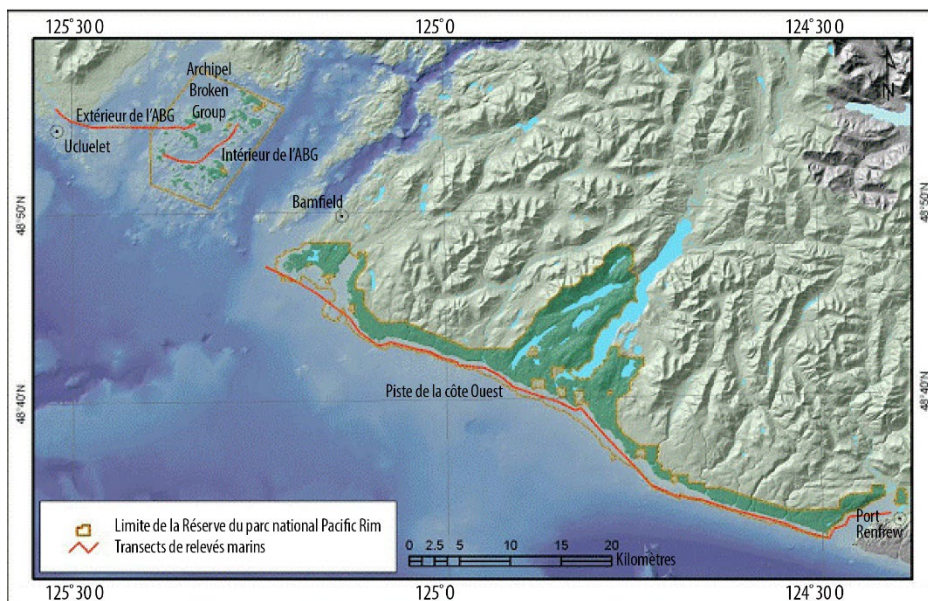 125°30'0
125°0
124°30'0
Archipel
Broken
Group
Extérieur de l'ABG
Ucluelet
Intérieur de l'ABG
N
Bamfield
48°50'N
48°50'N
Piste de la côte Ouest
48°40'N
48°40'N
Port
Renfrew
Limite de la Réserve du parc national Pacific Rim
Transects de relevés marins
0 2.5 5 10 15 20
Kilomètres
125°30'0
125°0
124°30'0